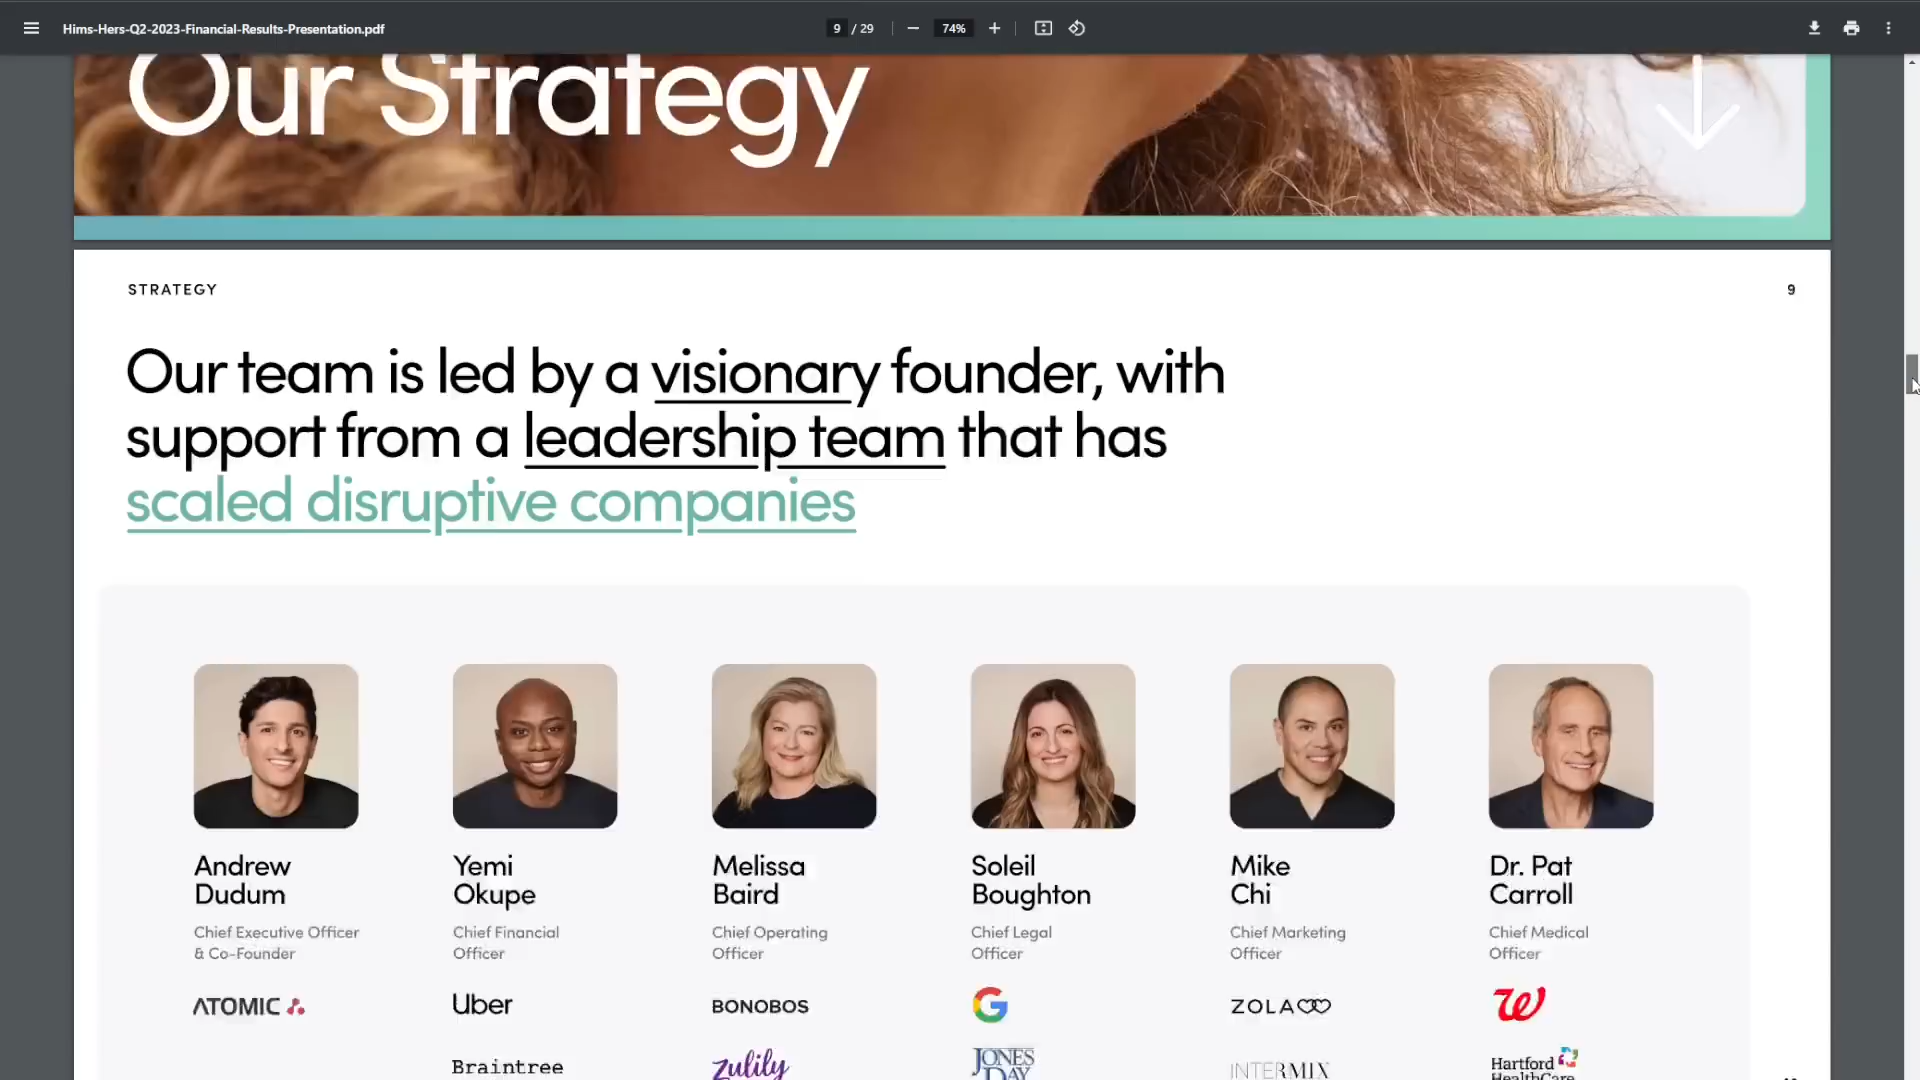 Hims-Hers-Q2-2023-Financial-Results-Presentation.pdf
9 / 29
74%
Our Strategy
STRATEGY
9
Our team is led by a visionary founder, with
support from a leadership team that has
scaled disruptive companies
Andrew
Dudum
Chief Executive Officer
& Co-Founder
ATOMIC
Yemi
Okupe
Chief Financial
Officer
Uber
Braintree
Melissa
Baird
Chief Operating
Officer
BONOBOS
zulily
Soleil
Boughton
Chief Legal
Officer
G
JONES
DAY
Mike
Chi
Chief Marketing
Officer
ZOLA
INTERMIX
Dr. Pat
Carroll
Chief Medical
Officer
W
Hartford
HealthCare